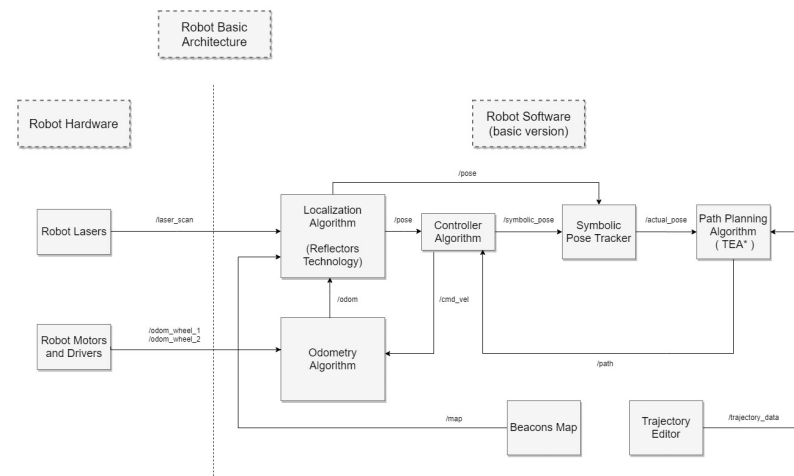 Robot Basic
Architecture
Robot Hardware
Robot Software
(basic version)
/pose
Robot Lasers
/laser_scan
Localization
Algorithm
(Reflectors
Technology)
/pose
Controller
Algorithm
/symbolic_pose
Symbolic
Pose Tracker
/actual_pose
Path Planning
Algorithm
( TEA* )
/odom
/cmd_vel
Robot Motors
and Drivers
/odom_wheel_1
/odom_wheel_2
Odometry
Algorithm
/path
/map
Beacons Map
Trajectory
Editor
/trajectory_data